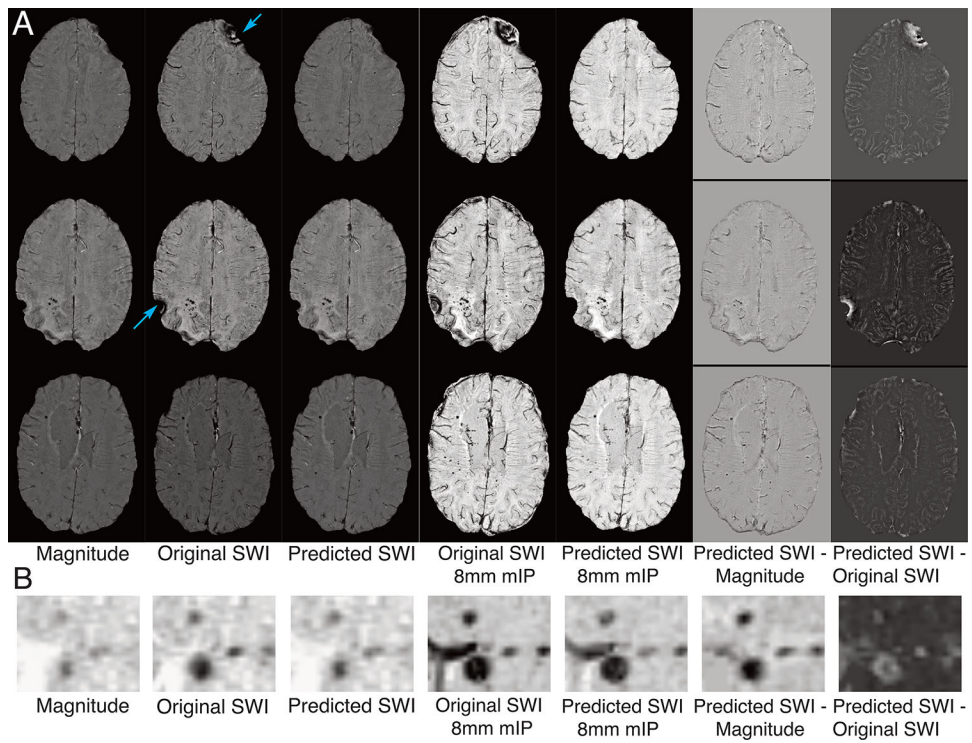 A
Magnitude Original SWI Predicted SWI Original SWI Predicted SWI Predicted SWI - Predicted SWI -
8mm mIP 8mm mIP Magnitude Original SWI
B
Magnitude Original SWI Predicted SWI Original SWI Predicted SWI Predicted SWI - Predicted SWI -
8mm mIP 8mm mIP Magnitude Original SWI